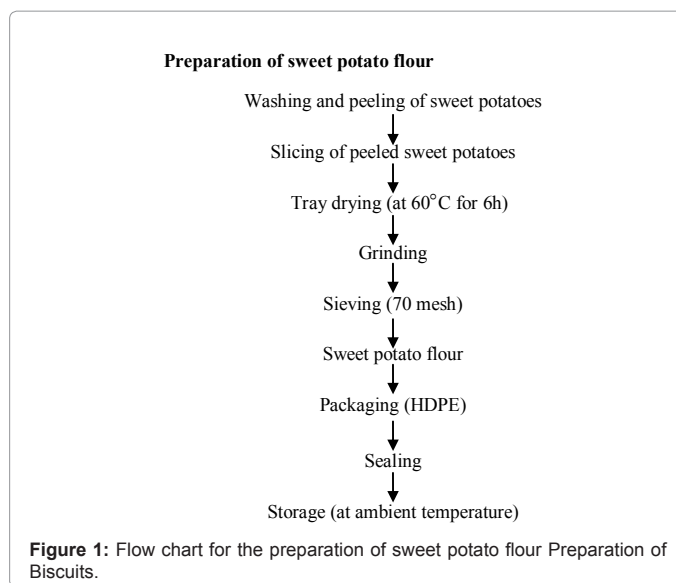 Preparation of sweet potato flour
Washing and peeling of sweet potatoes
Slicing of peeled sweet potatoes
Tray drying (at 60°C for 6h)
Grinding
Sieving (70 mesh)
Sweet potato flour
Packaging (HDPE)
Sealing
Storage (at ambient temperature)
Figure 1: Flow chart for the preparation of sweet potato flour Preparation of
Biscuits.